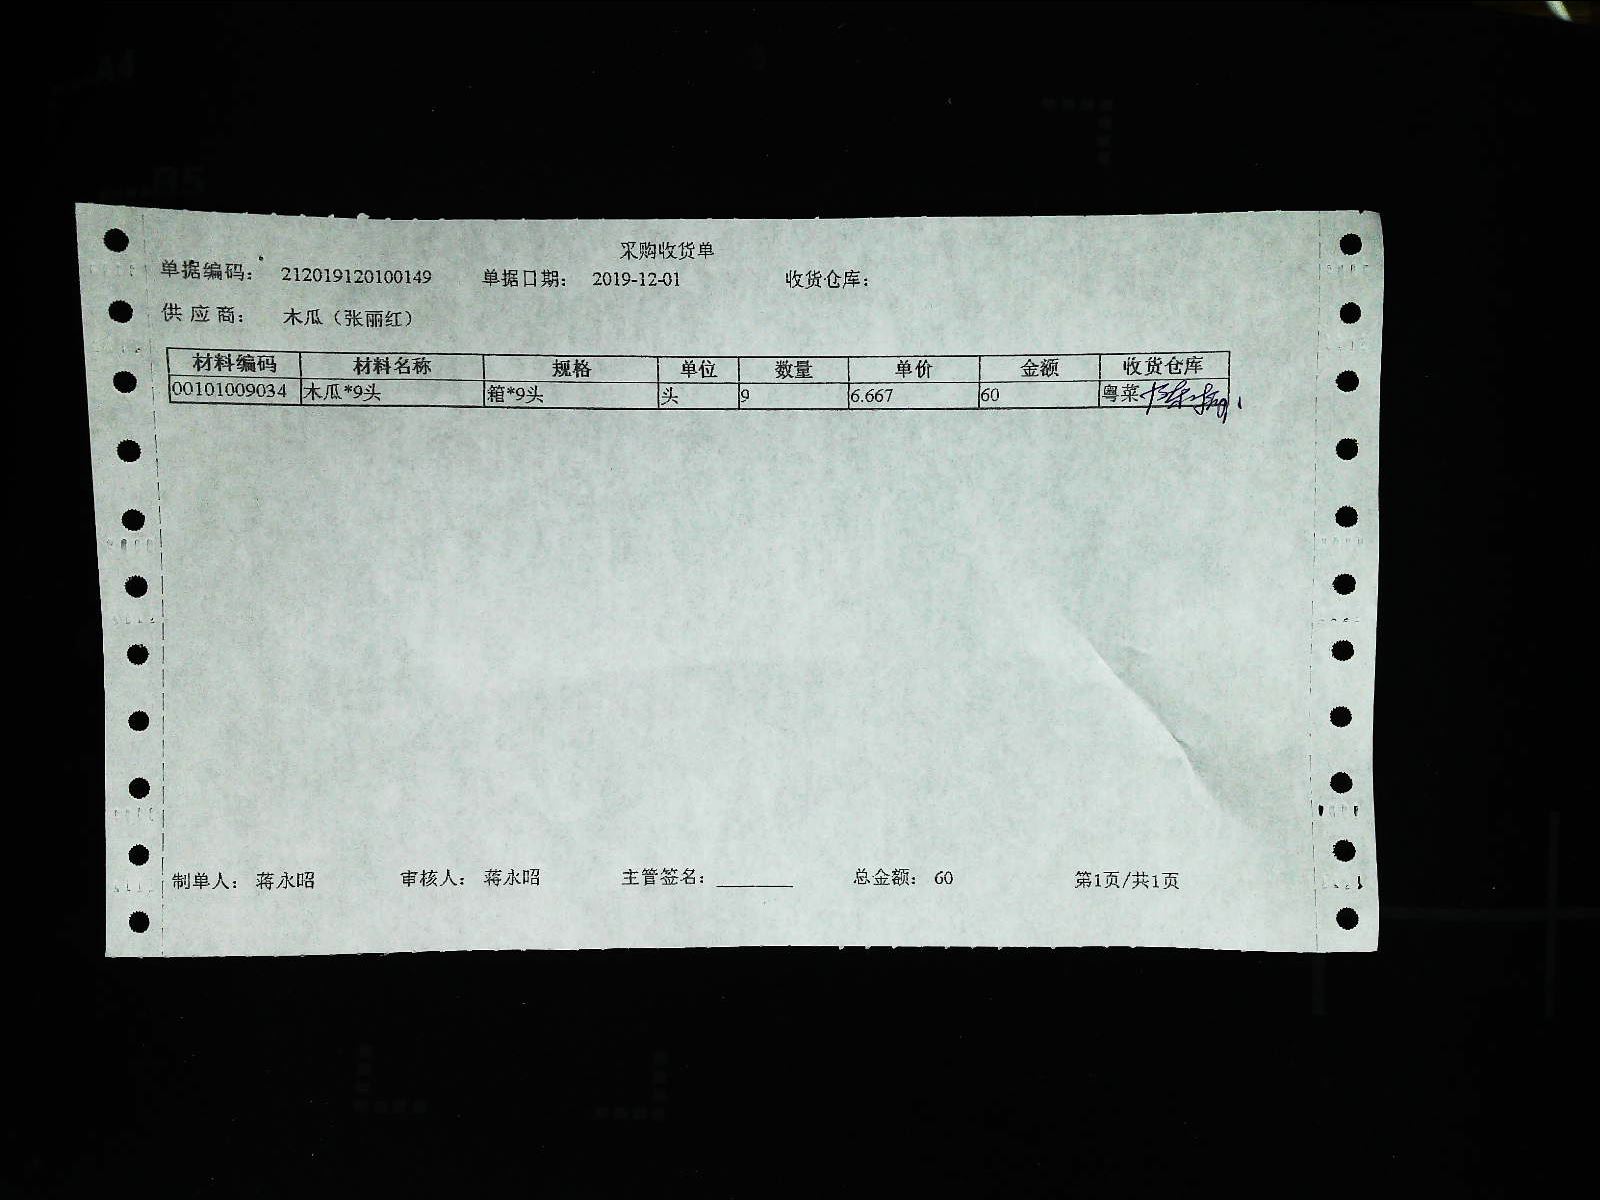 采购收货单
单据编码： 212019120100149 单据日期： 2019-12-01 收货仓库：
供应商： 木瓜（张丽红）
材料编码 材料名称 规格 单位 数量 单价 金额 收货仓库
00101009034 木瓜*9头 箱*9头 头 9 6.667 60 粤菜
制单人： 蒋永昭 审核人： 蒋永昭 主管签名：________ 总金额： 60 第1页/共1页